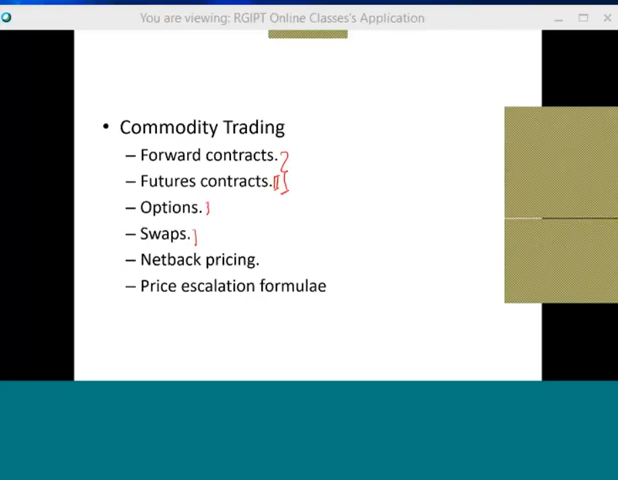 You are viewing: RGIPT Online Classes's Application
• Commodity Trading
– Forward contracts.
– Futures contracts.
– Options.
– Swaps.
– Netback pricing.
– Price escalation formulae